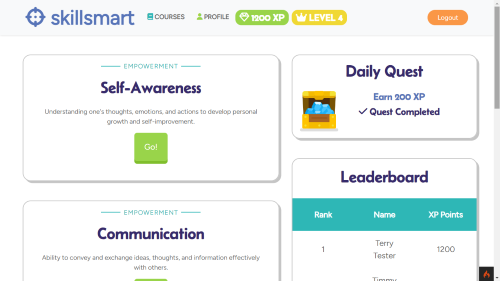 skillsmart
COURSES
PROFILE
1200 XP
LEVEL 4
Logout
EMPOWERMENT
Self-Awareness
Understanding one's thoughts, emotions, and actions to develop personal
growth and self-improvement.
Go!
EMPOWERMENT
Communication
Ability to convey and exchange ideas, thoughts, and information effectively
with others.
Daily Quest
Earn 200 XP
Quest Completed
Leaderboard
Rank Name XP Points
1 Terry Tester 1200
Timmy